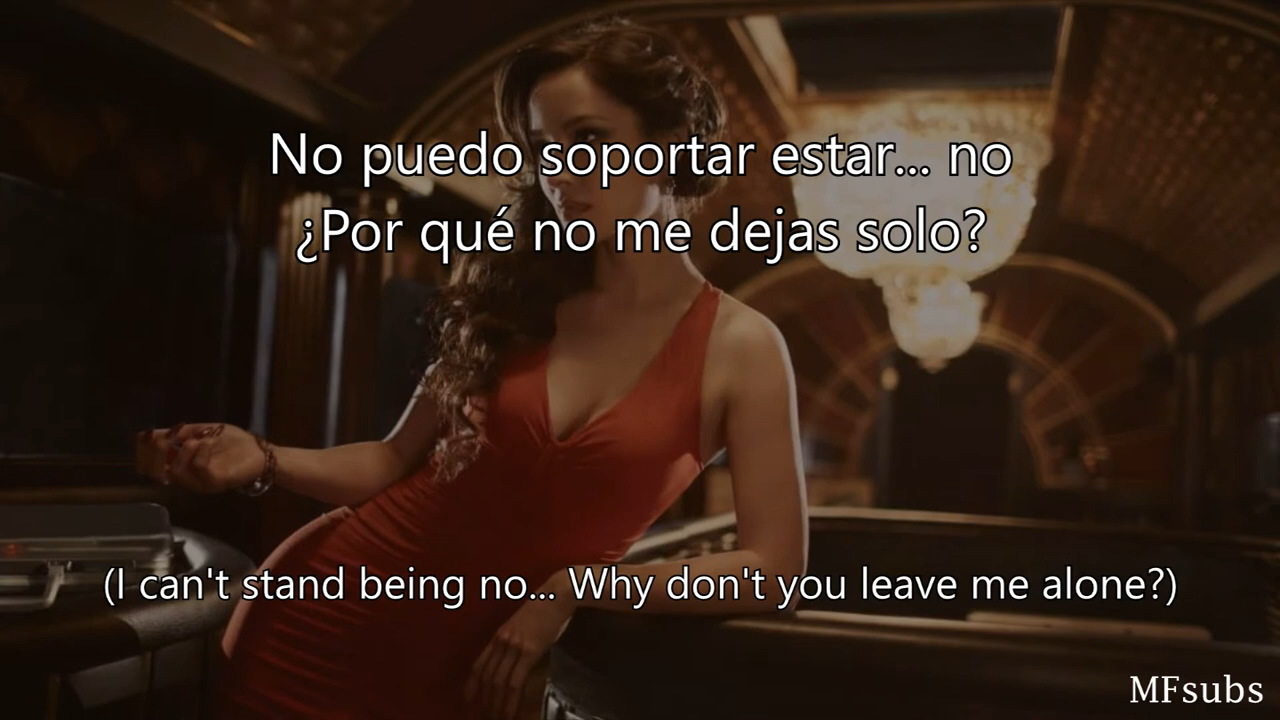 No puedo soportar estar... no
¿Por qué no me dejas solo?
(I can't stand being no... Why don't you leave me alone?)
MFsubs